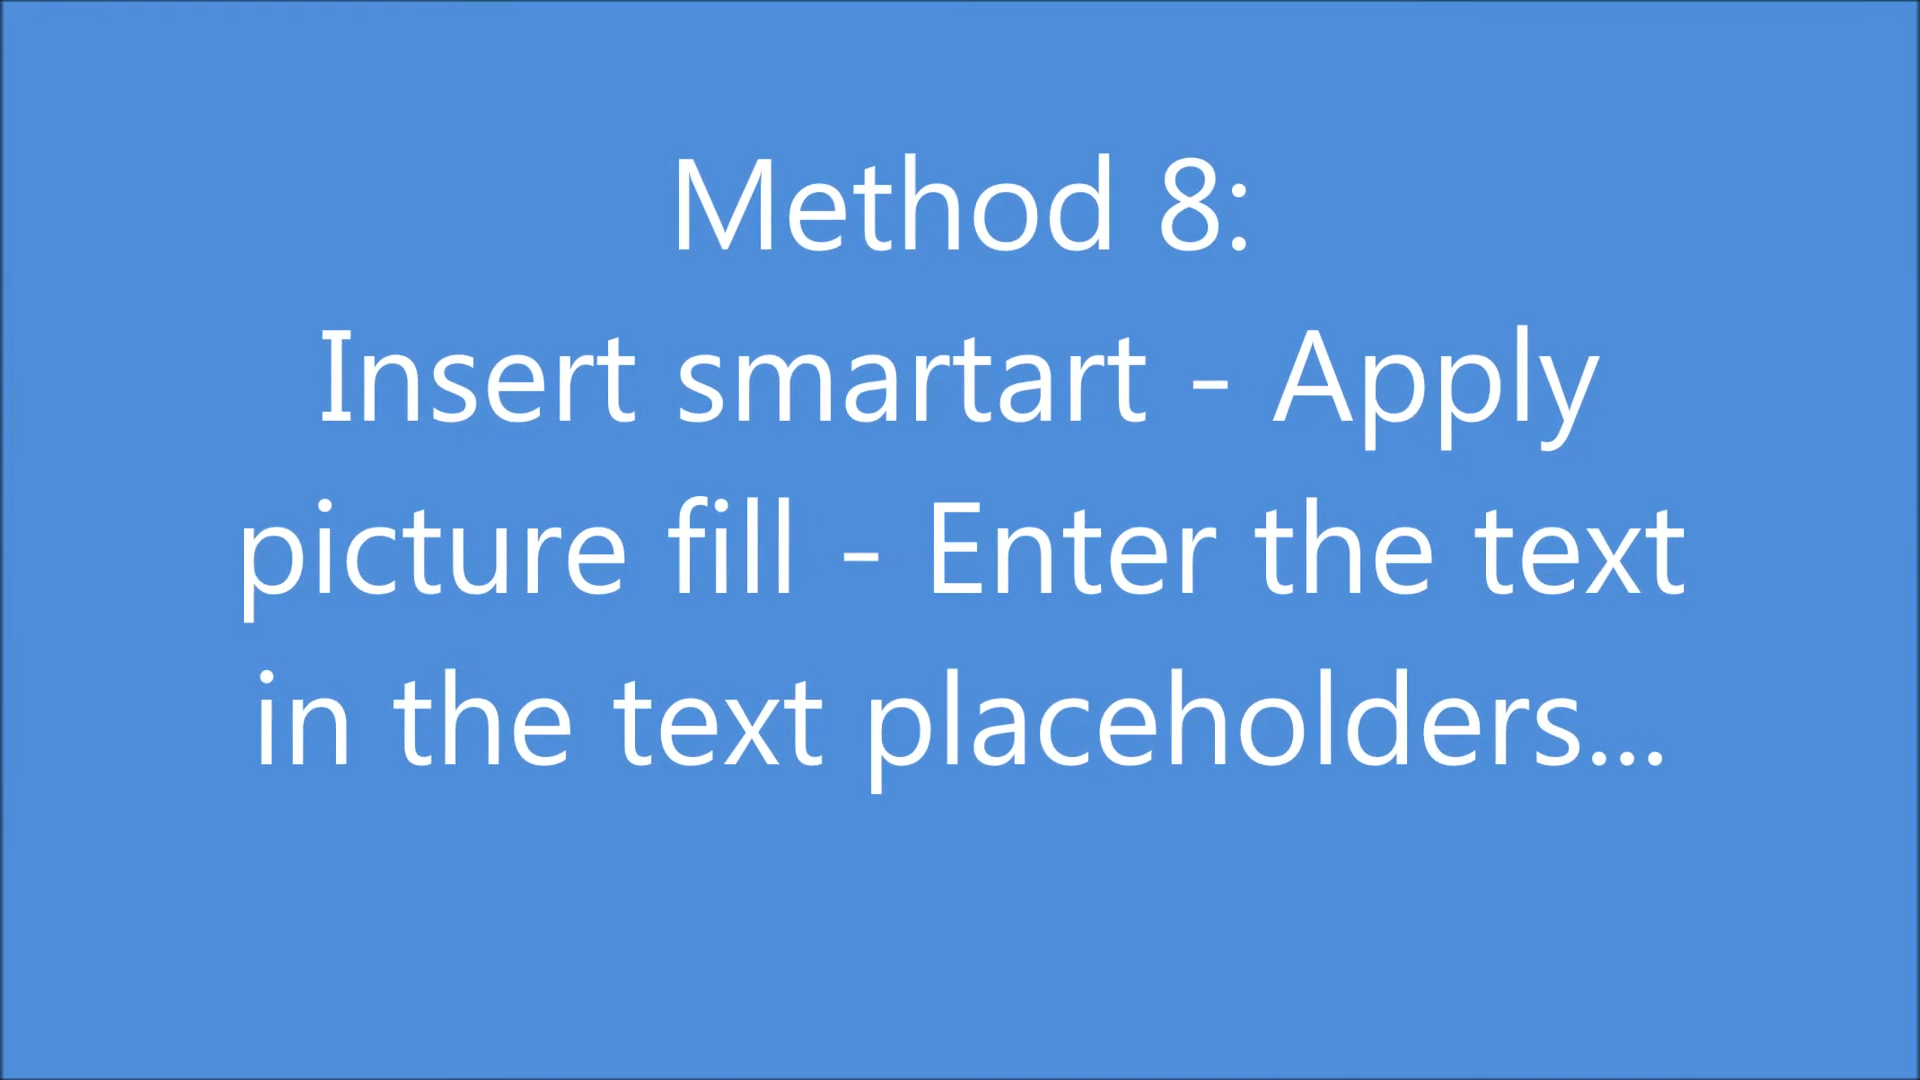 Method 8:
Insert smartart - Apply
picture fill - Enter the text
in the text placeholders...